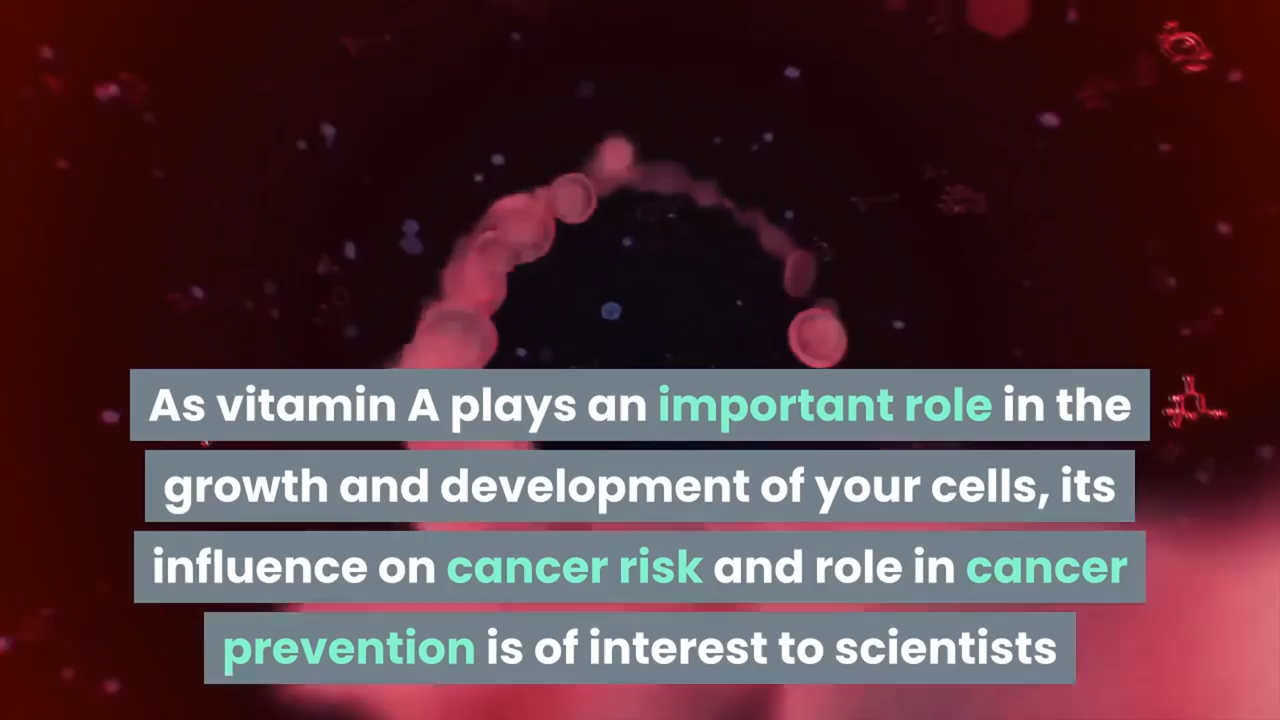 As vitamin A plays an important role in the
growth and development of your cells, its
influence on cancer risk and role in cancer
prevention is of interest to scientists